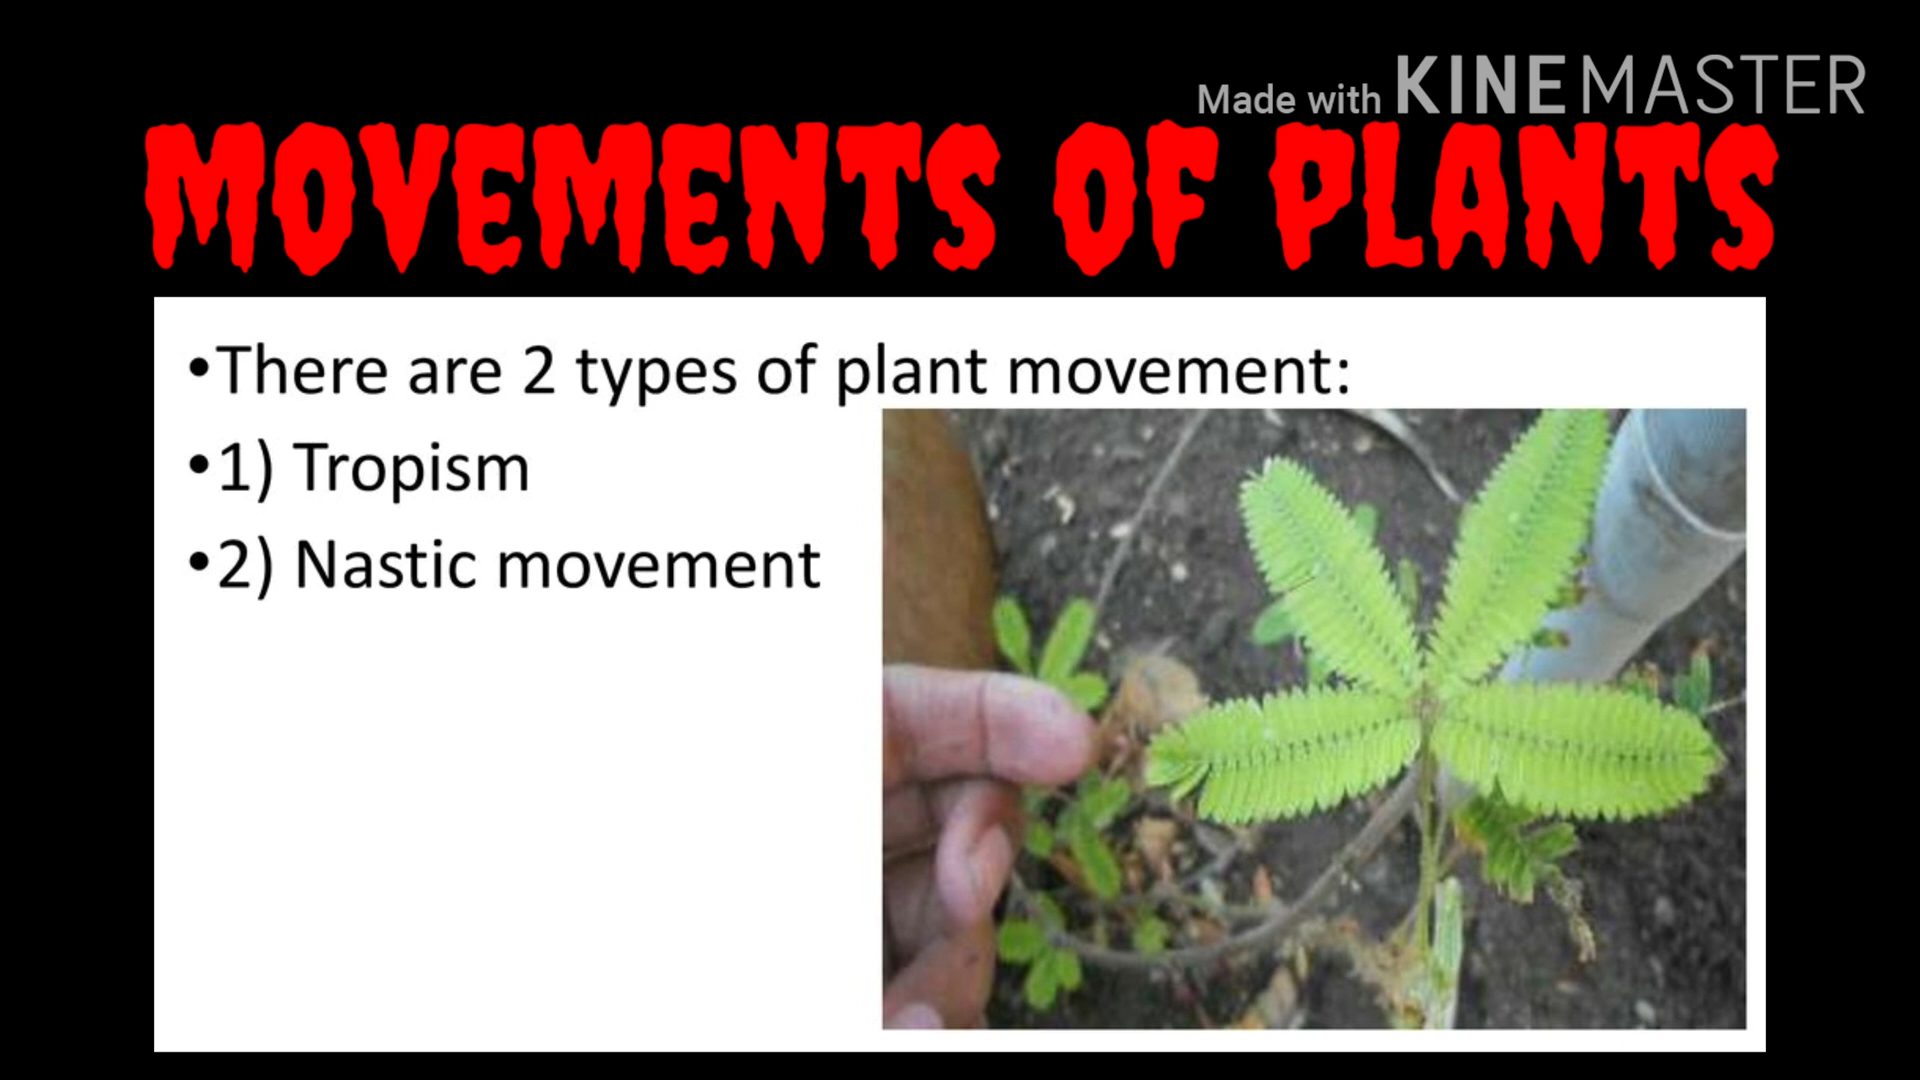 Made with KINEMASTER
MOVEMENTS OF PLANTS
•There are 2 types of plant movement:
•1) Tropism
•2) Nastic movement